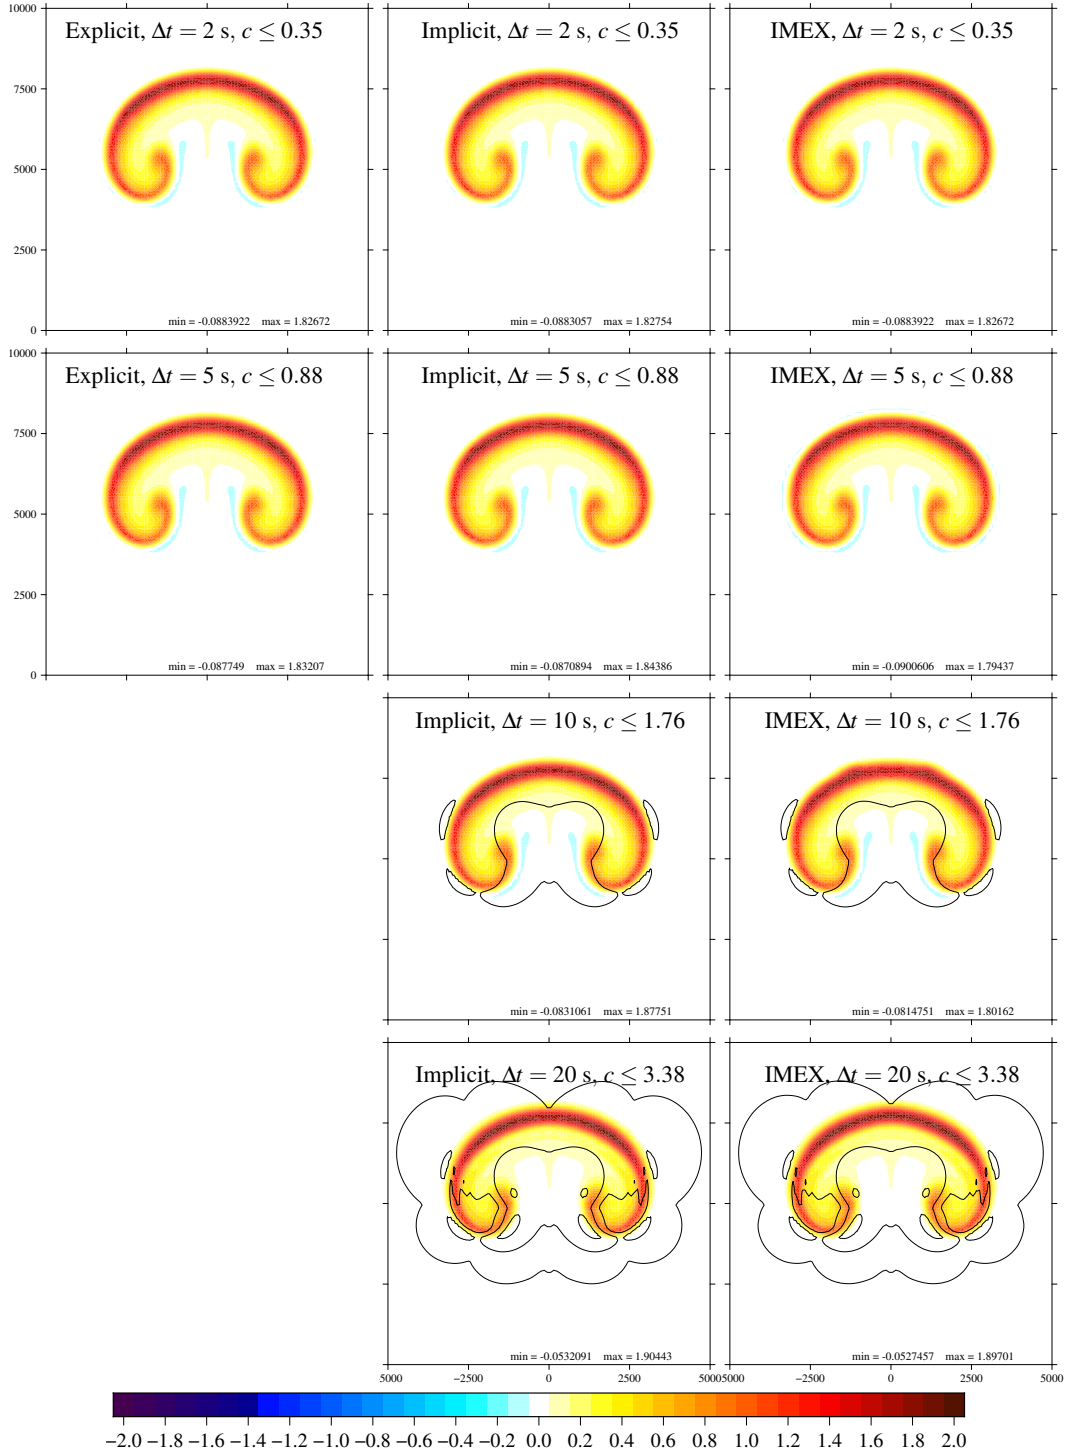 10000
7500
5000
2500
0
Explicit, Δt = 2 s, c ≤ 0.35
min = -0.0883922 max = 1.82672
Implicit, Δt = 2 s, c ≤ 0.35
min = -0.0883057 max = 1.82754
IMEX, Δt = 2 s, c ≤ 0.35
min = -0.0883922 max = 1.82672
10000
7500
5000
2500
0
Explicit, Δt = 5 s, c ≤ 0.88
min = -0.087749 max = 1.83207
Implicit, Δt = 5 s, c ≤ 0.88
min = -0.0870894 max = 1.84386
IMEX, Δt = 5 s, c ≤ 0.88
min = -0.0900606 max = 1.79437
Implicit, Δt = 10 s, c ≤ 1.76
min = -0.0831061 max = 1.87751
IMEX, Δt = 10 s, c ≤ 1.76
min = -0.0814751 max = 1.80162
Implicit, Δt = 20 s, c ≤ 3.38
min = -0.0532091 max = 1.90443
IMEX, Δt = 20 s, c ≤ 3.38
min = -0.0527457 max = 1.89701
5000 −2500 0 2500 5000
5000 −2500 0 2500 5000
−2.0 −1.8 −1.6 −1.4 −1.2 −1.0 −0.8 −0.6 −0.4 −0.2 0.0 0.2 0.4 0.6 0.8 1.0 1.2 1.4 1.6 1.8 2.0